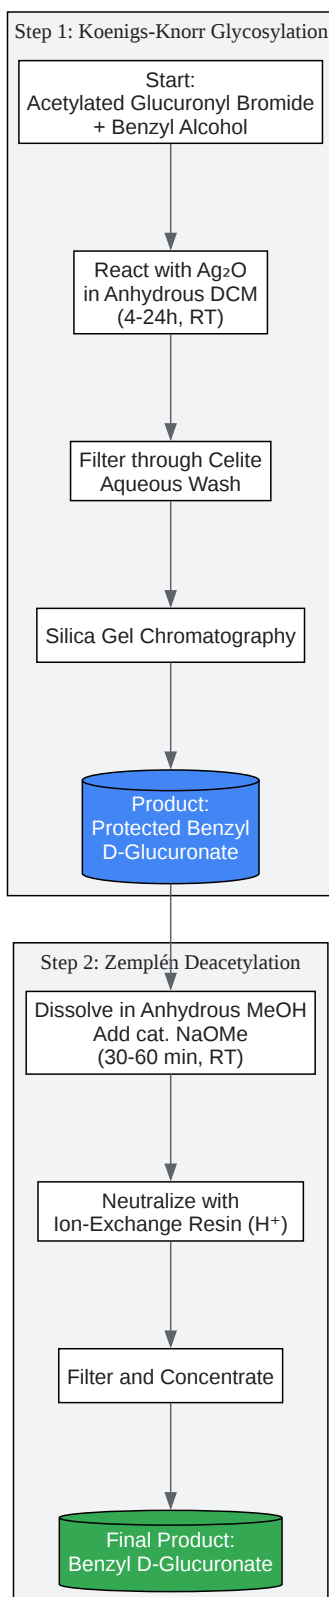 Step 1: Koenigs-Knorr Glycosylation
Start:
Acetylated Glucuronyl Bromide
+ Benzyl Alcohol
React with Ag₂O
in Anhydrous DCM
(4-24h, RT)
Filter through Celite
Aqueous Wash
Silica Gel Chromatography
Product:
Protected Benzyl
D-Glucuronate
Step 2: Zemplén Deacetylation
Dissolve in Anhydrous MeOH
Add cat. NaOMe
(30-60 min, RT)
Neutralize with
Ion-Exchange Resin (H⁺)
Filter and Concentrate
Final Product:
Benzyl D-Glucuronate